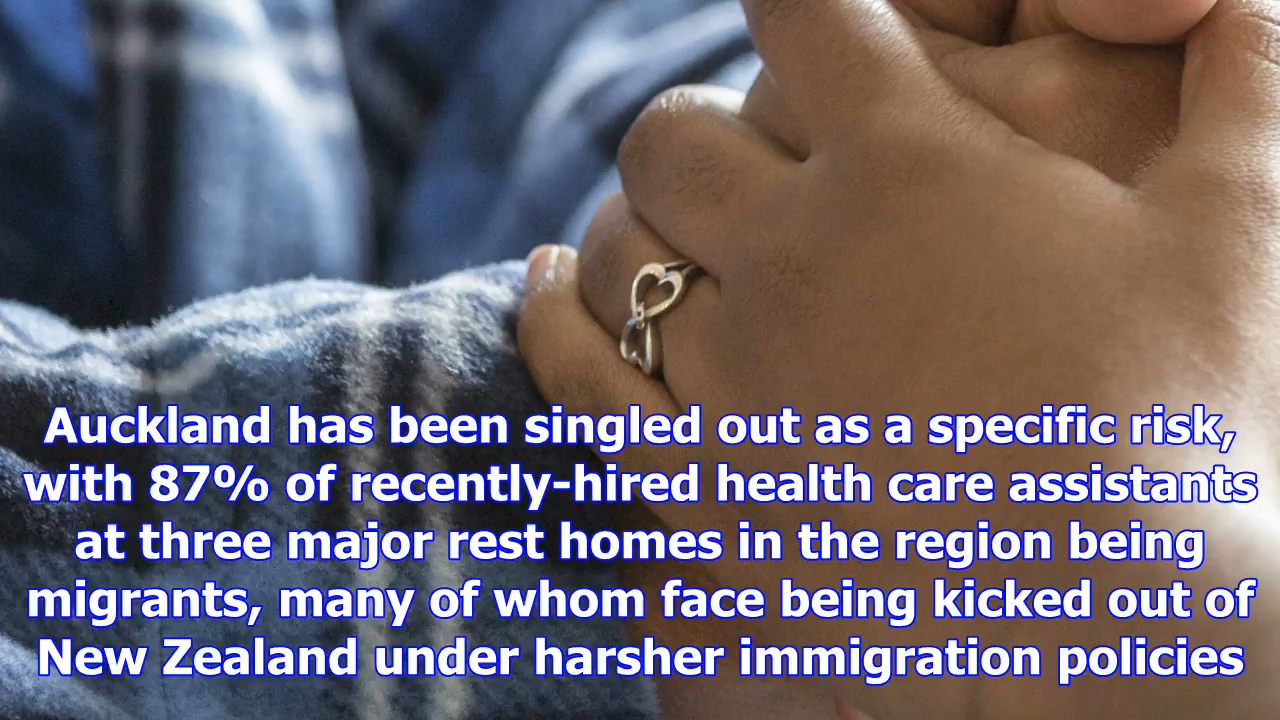 Auckland has been singled out as a specific risk,
with 87% of recently-hired health care assistants
at three major rest homes in the region being
migrants, many of whom face being kicked out of
New Zealand under harsher immigration policies